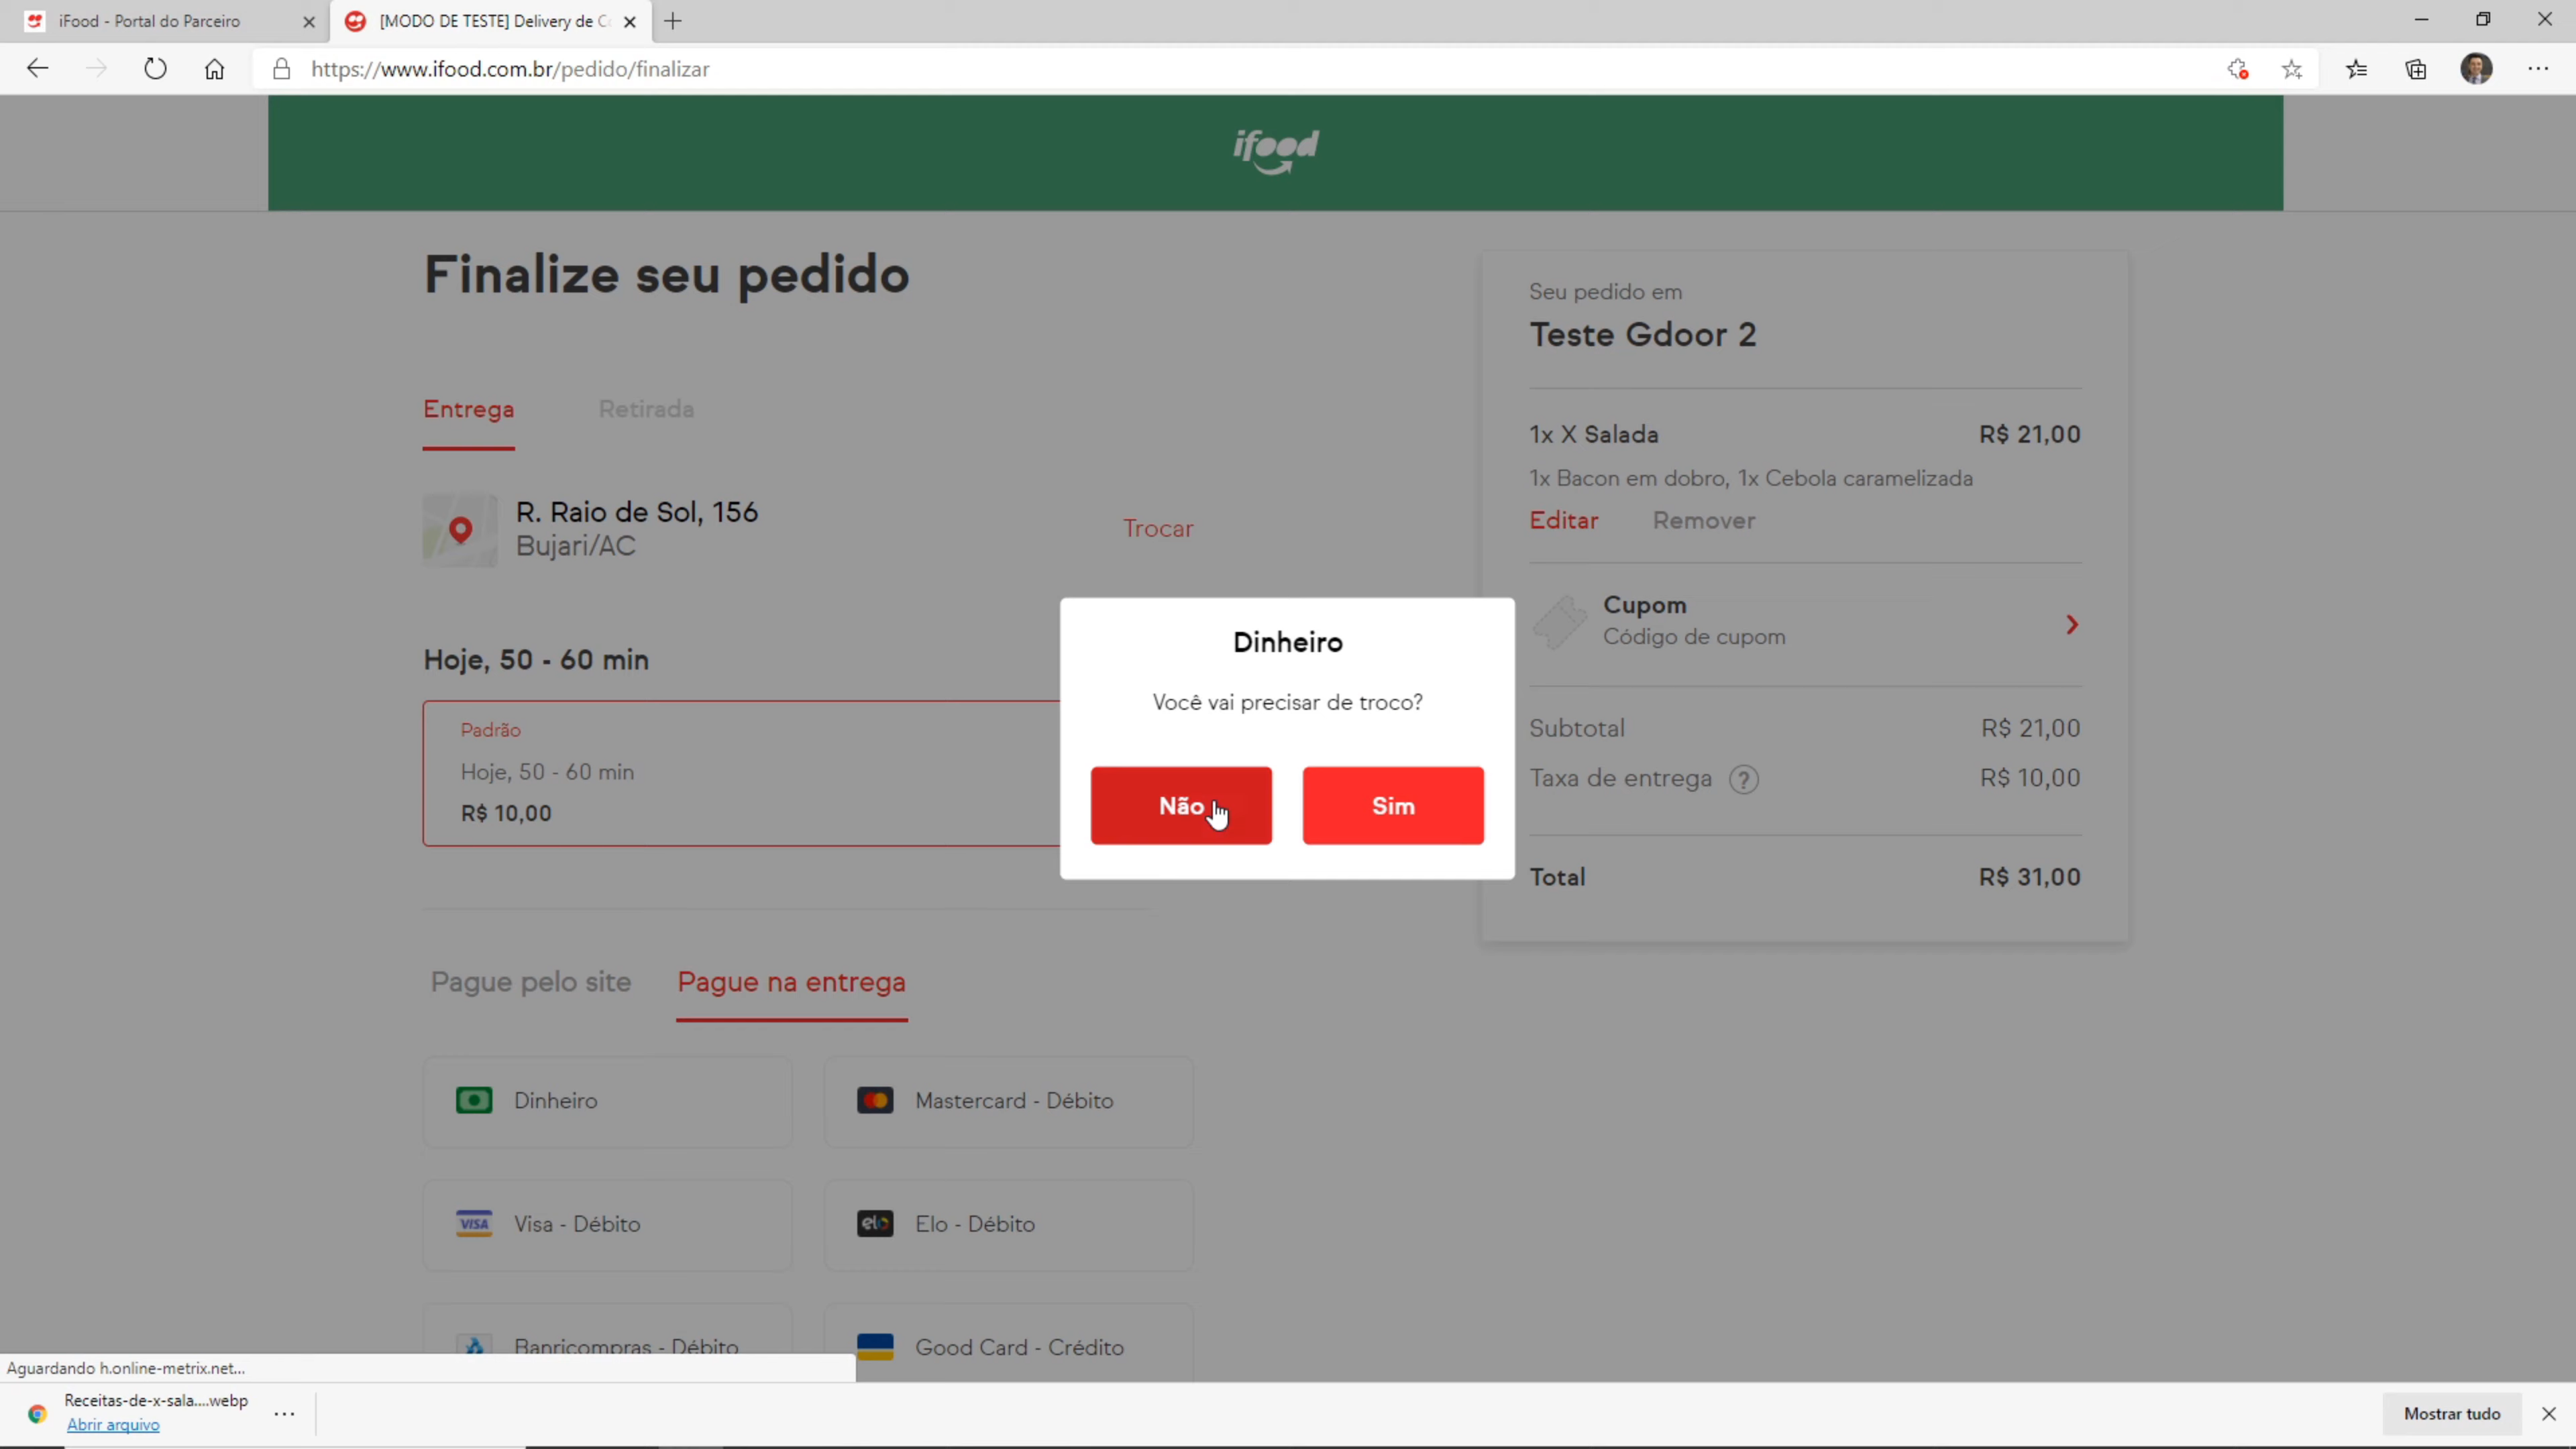 iFood - Portal do Parceiro
[MODO DE TESTE] Delivery de C
https://www.ifood.com.br/pedido/finalizar
ifood
Finalize seu pedido
Entrega
Retirada
R. Raio de Sol, 156
Bujari/AC
Trocar
Hoje, 50 - 60 min
Padrão
Hoje, 50 - 60 min
R$ 10,00
Pague pelo site
Pague na entrega
Dinheiro
Mastercard - Débito
VISA
Visa - Débito
elo
Elo - Débito
Banricompras - Débito
Good Card - Crédito
Dinheiro
Você vai precisar de troco?
Não
Sim
Seu pedido em
Teste Gdoor 2
1x X Salada R$ 21,00
1x Bacon em dobro, 1x Cebola caramelizada
Editar Remover
Cupom
Código de cupom
Subtotal R$ 21,00
Taxa de entrega ? R$ 10,00
Total R$ 31,00
Aguardando h.online-metrix.net...
Receitas-de-x-sala....webp
Abrir arquivo
Mostrar tudo